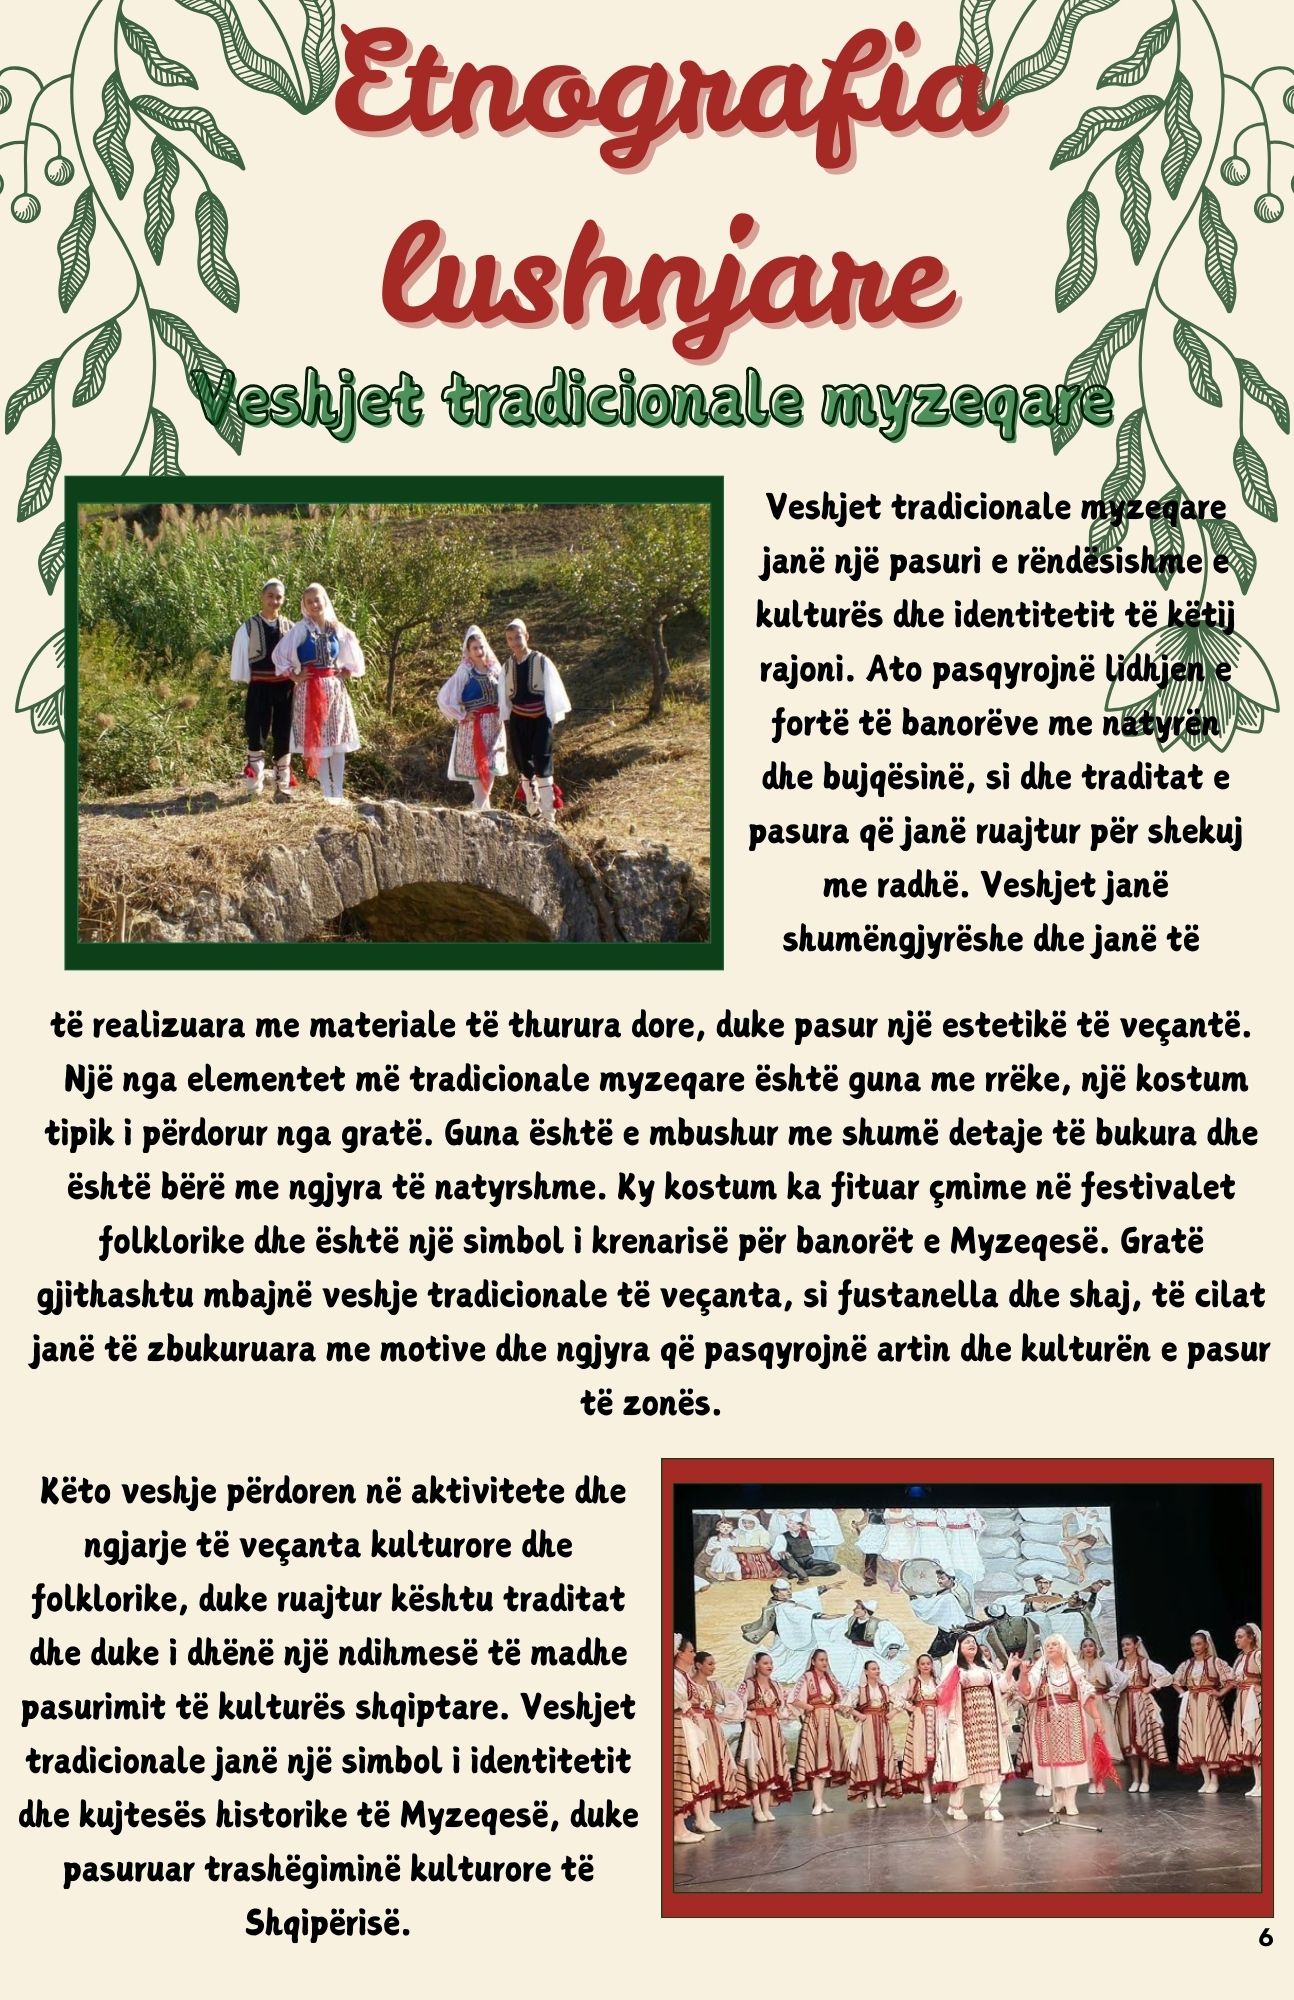 Etnografia
lushnjare
Veshjet tradicionale myzeqare
Veshjet tradicionale myzeqare
janë një pasuri e rëndësishme e
kulturës dhe identitetit të këtij
rajoni. Ato pasqyrojnë lidhjen e
fortë të banorëve me natyrën
dhe bujqësinë, si dhe traditat e
pasura që janë ruajtur për shekuj
me radhë. Veshjet janë
shumëngjyrëshe dhe janë të
të realizuara me materiale të thurura dore, duke pasur një estetikë të veçantë.
Një nga elementet më tradicionale myzeqare është guna me rrëke, një kostum
tipik i përdorur nga gratë. Guna është e mbushur me shumë detaje të bukura dhe
është bërë me ngjyra të natyrshme. Ky kostum ka fituar çmime në festivalet
folklorike dhe është një simbol i krenarisë për banorët e Myzeqesë. Gratë
gjithashtu mbajnë veshje tradicionale të veçanta, si fustanella dhe shaj, të cilat
janë të zbukuruara me motive dhe ngjyra që pasqyrojnë artin dhe kulturën e pasur
të zonës.
Këto veshje përdoren në aktivitete dhe
ngjarje të veçanta kulturore dhe
folklorike, duke ruajtur kështu traditat
dhe duke i dhënë një ndihmesë të madhe
pasurimit të kulturës shqiptare. Veshjet
tradicionale janë një simbol i identitetit
dhe kujtesës historike të Myzeqesë, duke
pasuruar trashëgiminë kulturore të
Shqipërisë.
6